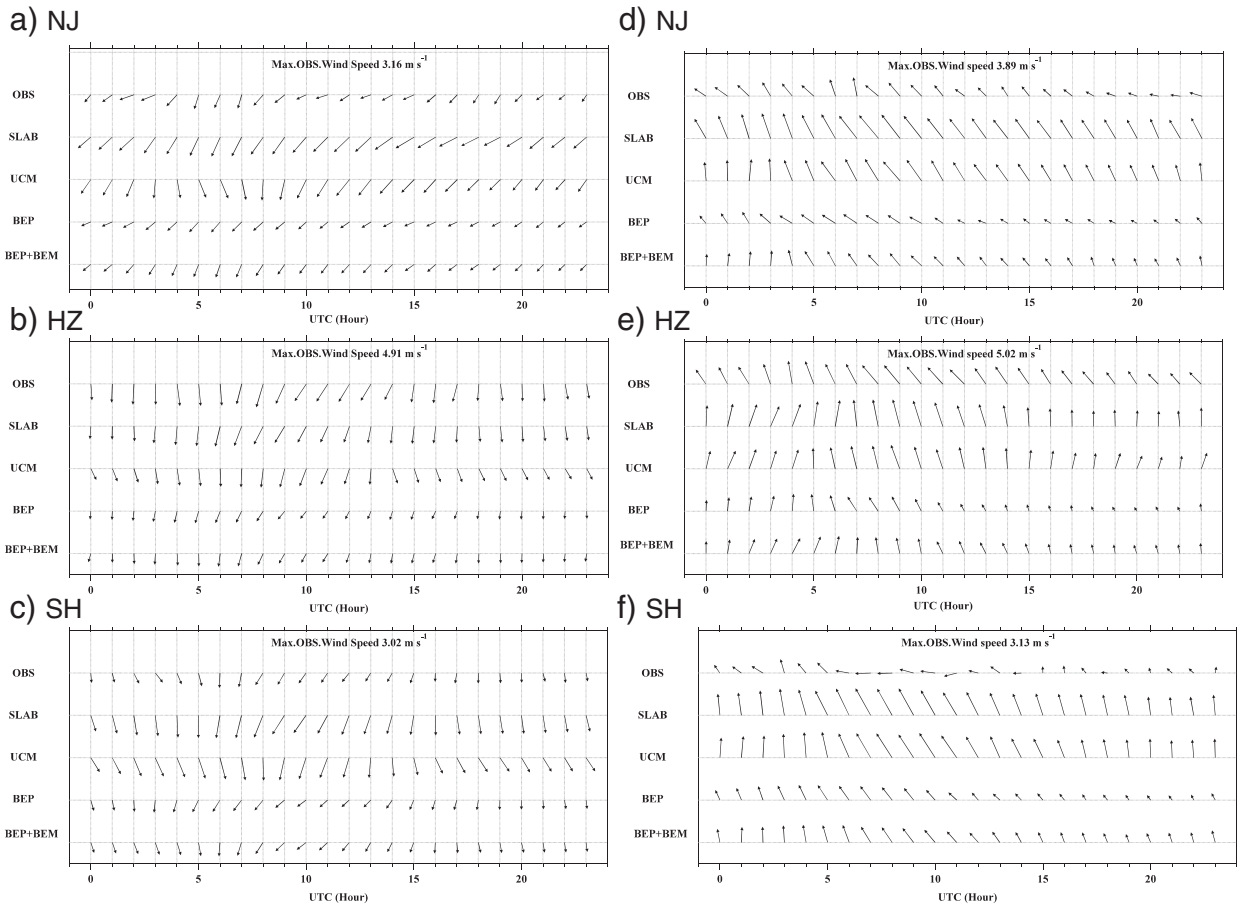 a) NJ
Max.OBS.Wind Speed 3.16 m s⁻¹
OBS
SLAB
UCM
BEP
BEP+BEM
0 5 10 15 20
UTC (Hour)
b) HZ
Max.OBS.Wind Speed 4.91 m s⁻¹
OBS
SLAB
UCM
BEP
BEP+BEM
0 5 10 15 20
UTC (Hour)
c) SH
Max.OBS.Wind Speed 3.02 m s⁻¹
OBS
SLAB
UCM
BEP
BEP+BEM
0 5 10 15 20
UTC (Hour)
d) NJ
Max.OBS.Wind speed 3.89 m s⁻¹
OBS
SLAB
UCM
BEP
BEP+BEM
0 5 10 15 20
UTC (Hour)
e) HZ
Max.OBS.Wind speed 5.02 m s⁻¹
OBS
SLAB
UCM
BEP
BEP+BEM
0 5 10 15 20
UTC (Hour)
f) SH
Max.OBS.Wind speed 3.13 m s⁻¹
OBS
SLAB
UCM
BEP
BEP+BEM
0 5 10 15 20
UTC (Hour)